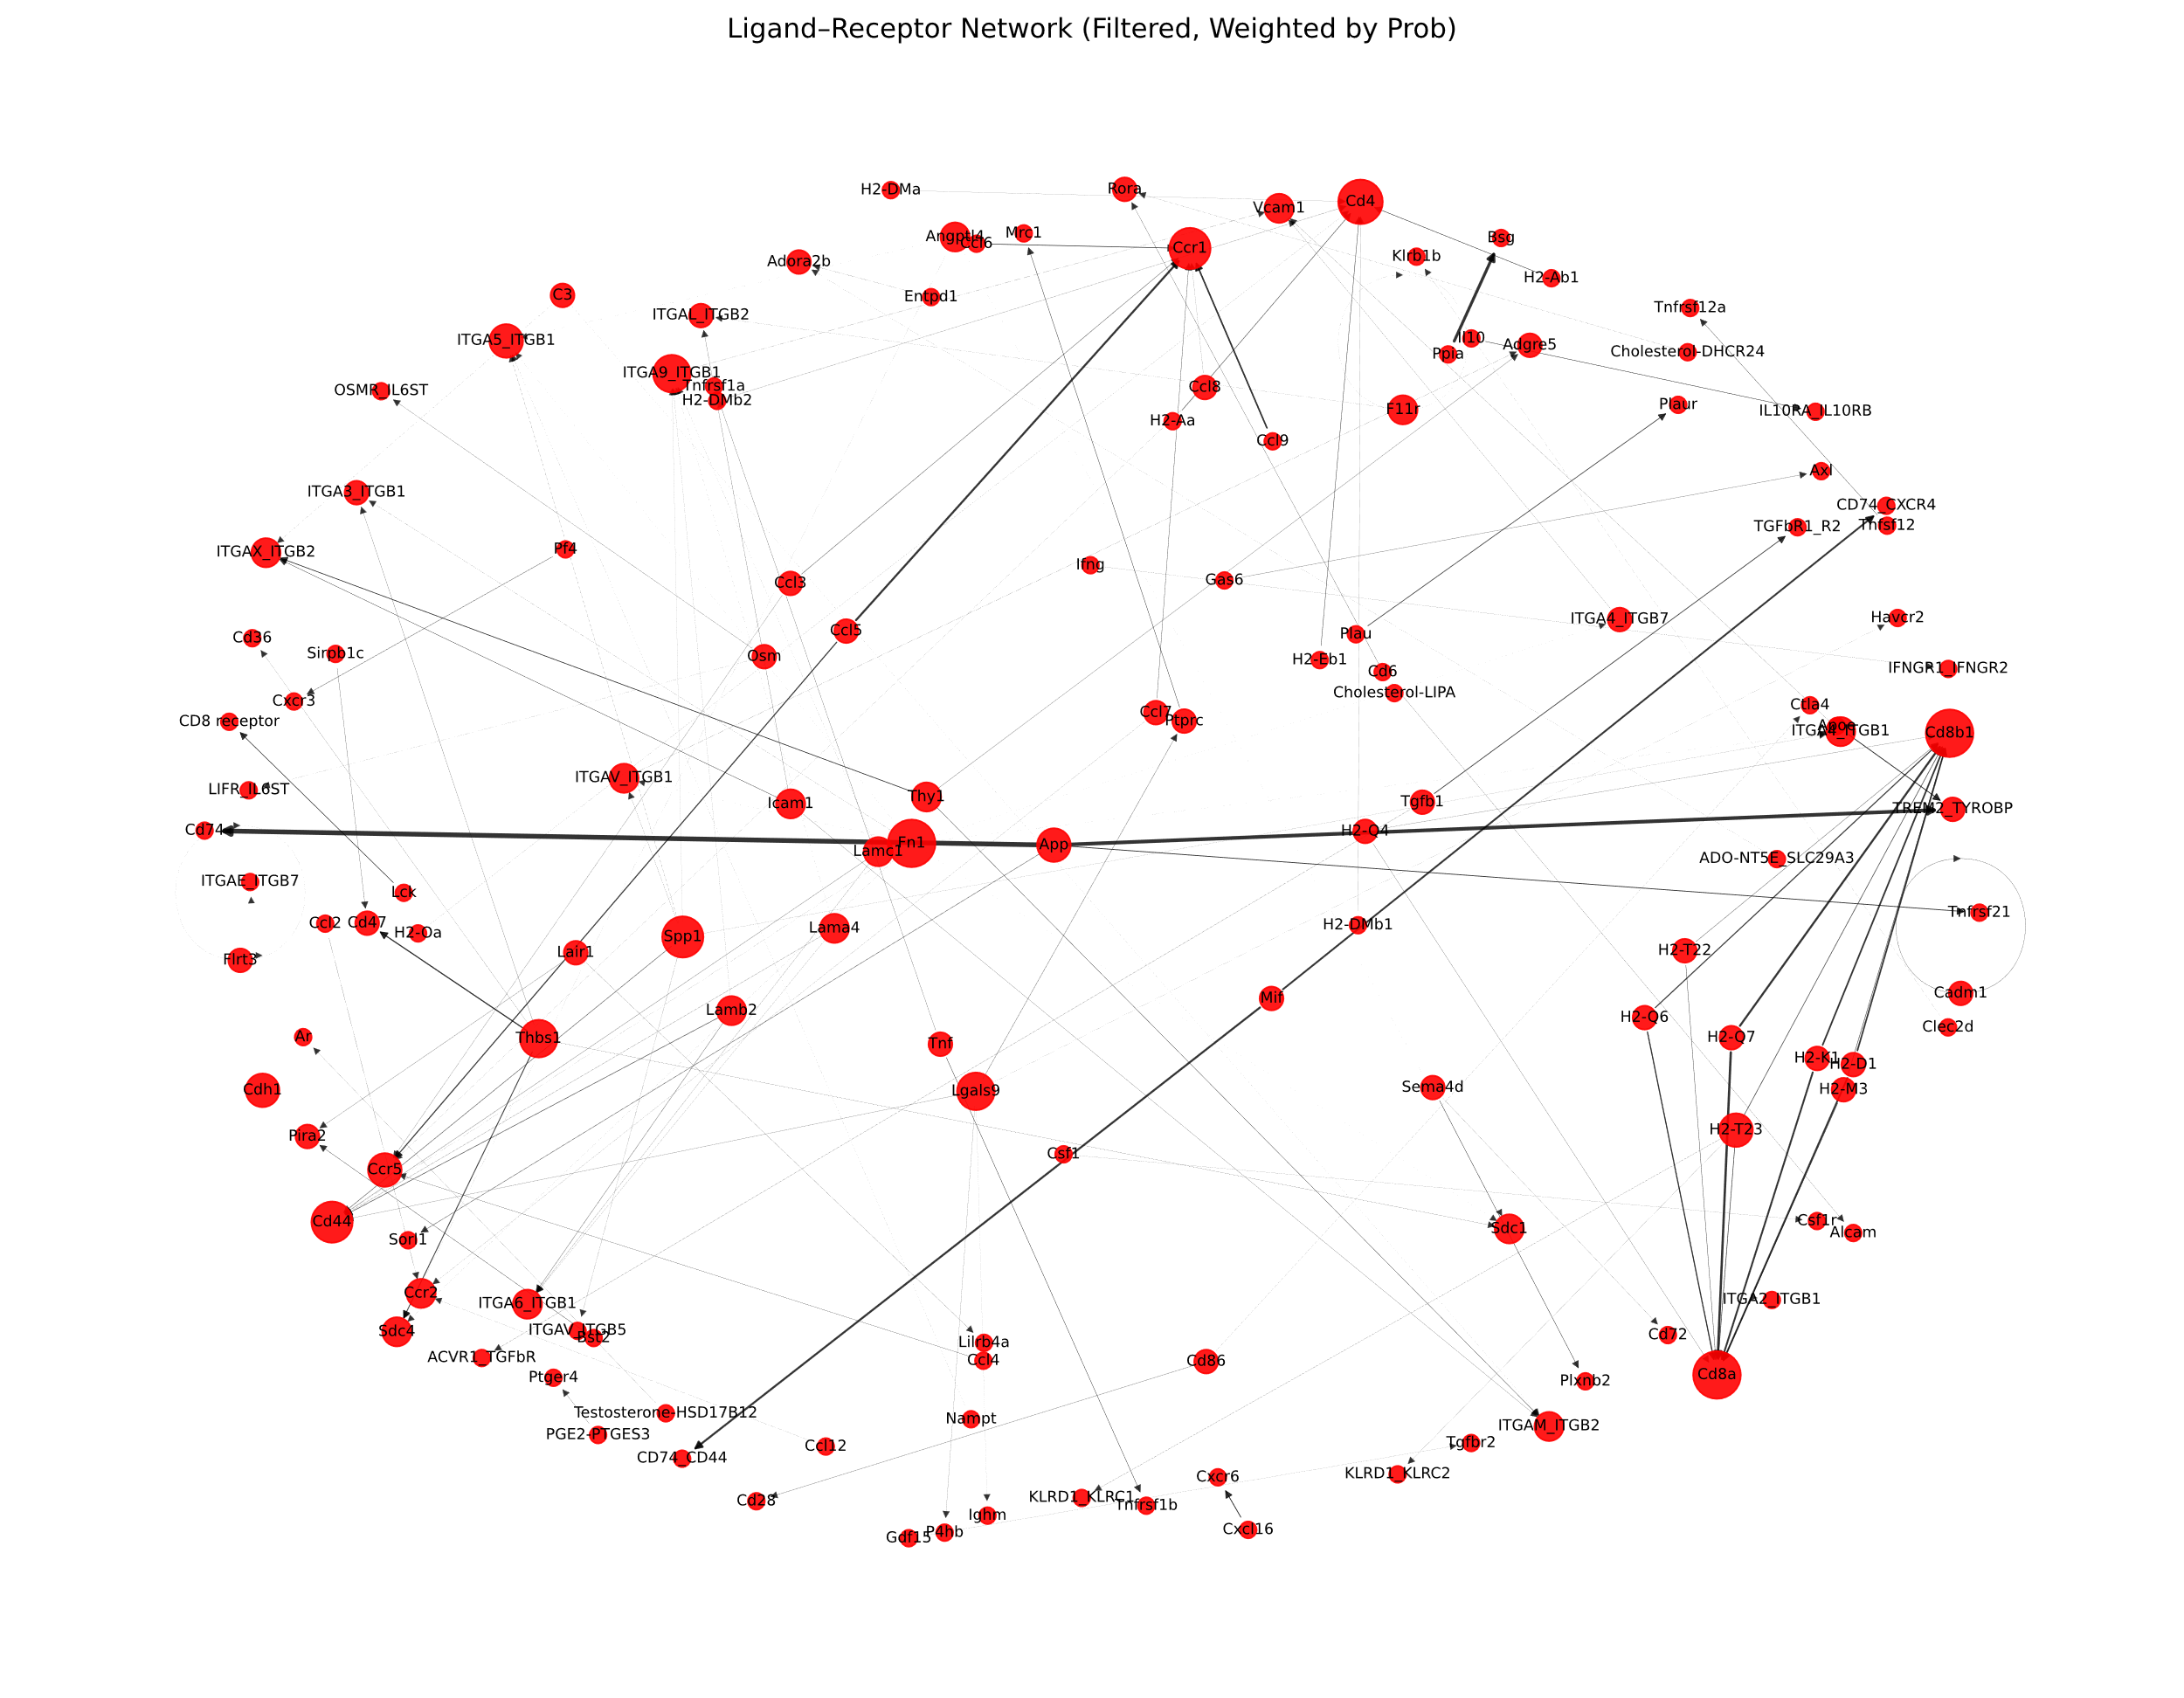 Ligand–Receptor Network (Filtered, Weighted by Prob)
H2-DMa
Rora
Vcam1
Cd4
Angptl4
Ccl6
Mrc1
Ccr1
Bsg
Klrb1b
Adora2b
H2-Ab1
C3
Entpd1
Tnfrsf12a
ITGAL_ITGB2
ITGA5_ITGB1
Il10
Adgre5
Ppia
Cholesterol-DHCR24
ITGA9_ITGB1
Tnfrsf1a
OSMR_IL6ST
H2-DMb2
Ccl8
Plaur
F11r
IL10RA_IL10RB
H2-Aa
Ccl9
Axl
ITGA3_ITGB1
CD74_CXCR4
TGFbR1_R2
Tnfsf12
ITGAX_ITGB2
Pf4
Ifng
Gas6
Ccl3
ITGA4_ITGB7
Havcr2
Ccl5
Plau
Cd36
Sirpb1c
Osm
H2-Eb1
Cd6
IFNGR1_IFNGR2
Cholesterol-LIPA
Cxcr3
Ctla4
CD8 receptor
Ccl7
Ptprc
Apoe
ITGA4_ITGB1
Cd8b1
ITGAV_ITGB1
LIFR_IL6ST
Thy1
Icam1
Tgfb1
TREM2_TYROBP
Cd74
H2-Q4
Fn1
App
Lamc1
ADO-NT5E_SLC29A3
ITGAE_ITGB7
Lck
Tnfrsf21
Ccl2
Cd47
H2-Oa
Spp1
Lama4
H2-DMb1
Lair1
H2-T22
Flrt3
Cadm1
Mif
Lamb2
H2-Q6
Clec2d
Ar
Thbs1
Tnf
H2-Q7
H2-K1
H2-D1
Cdh1
Lgals9
Sema4d
H2-M3
Pira2
H2-T23
Csf1
Ccr5
Cd44
Sdc1
Csf1r
Alcam
Sorl1
Ccr2
ITGA6_ITGB1
ITGA2_ITGB1
Sdc4
ITGAV_ITGB5
Bst2
Cd72
Lilrb4a
ACVR1_TGFbR
Ccl4
Cd86
Cd8a
Ptger4
Plxnb2
Testosterone-HSD17B12
Nampt
ITGAM_ITGB2
PGE2-PTGES3
Ccl12
Tgfbr2
CD74_CD44
KLRD1_KLRC2
Cxcr6
Cd28
KLRD1_KLRC1
Tnfrsf1b
Ighm
Cxcl16
Gdf15
P4hb